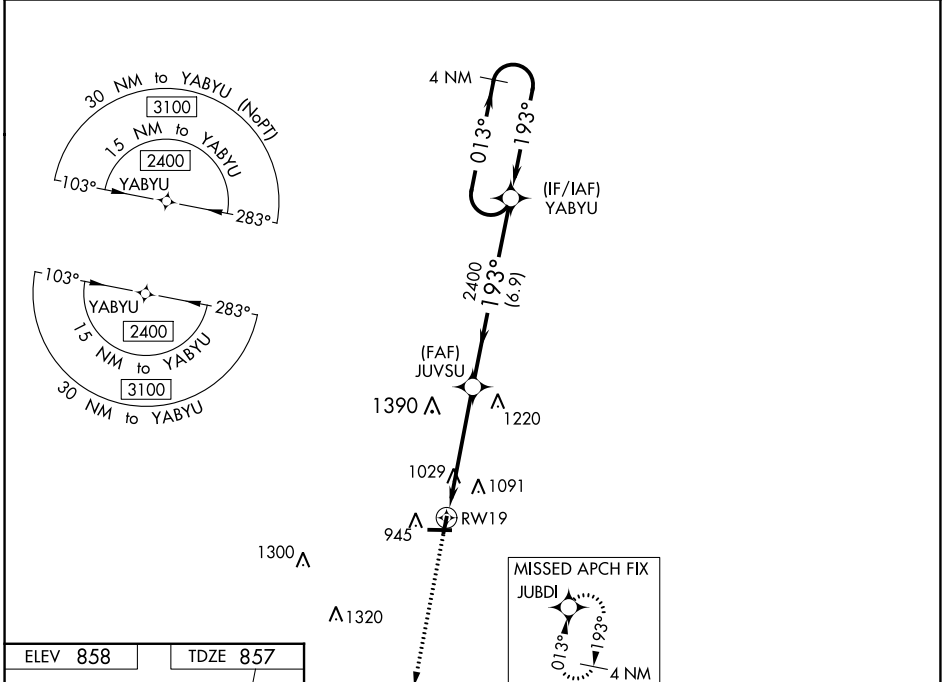 30 NM to YABYU (NoPT)
3100
15 NM to YABYU
2400
103°
YABYU
283°
103°
YABYU
283°
2400
15 NM to YABYU
3100
30 NM to YABYU
4 NM
013°
193°
(IF/IAF)
YABYU
2400
193°
(6.9)
(FAF)
JUVSU
1390
1220
1029
1091
945
RW19
1300
1320
MISSED APCH FIX
JUBDI
013°
193°
4 NM
ELEV 858
TDZE 857